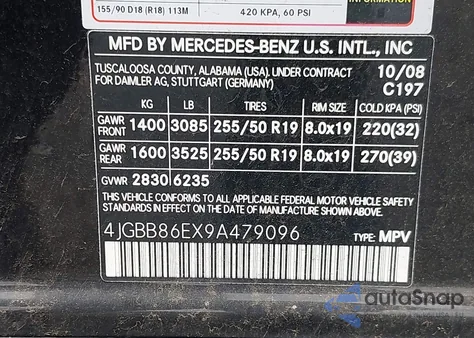 155/90 D18 (R18) 113M 420 KPA, 60 PSI INFORMATION
MFD BY MERCEDES-BENZ U.S. INTL., INC
TUSCALOOSA COUNTY, ALABAMA (USA), UNDER CONTRACT 10/08
FOR DAIMLER AG, STUTTGART (GERMANY) C197
KG LB TIRES RIM SIZE COLD KPA (PSI)
GAWR FRONT 1400 3085 255/50 R19 8.0x19 220(32)
GAWR REAR 1600 3525 255/50 R19 8.0x19 270(39)
GVWR 2830 6235
THIS VEHICLE CONFORMS TO ALL APPLICABLE FEDERAL MOTOR VEHICLE SAFETY
STANDARDS IN EFFECT ON THE DATE OF MANUFACTURE SHOWN ABOVE.
4JGBB86EX9A479096 TYPE: MPV
autoSnap